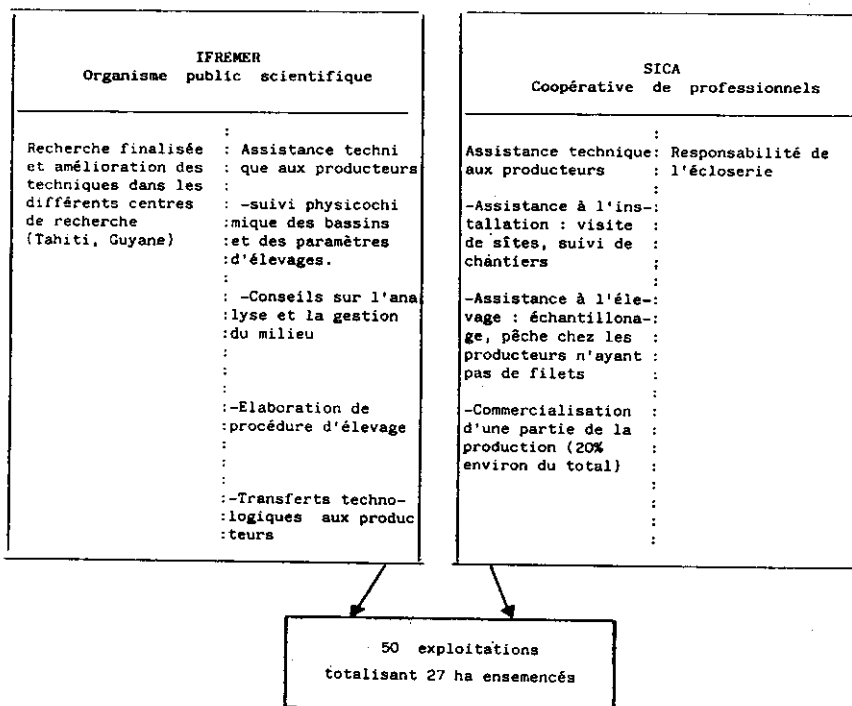 IFREMER
Organisme public scientifique
Recherche finalisée
et amélioration des
techniques dans les
différents centres
de recherche
(Tahiti, Guyane)
: Assistance techni
: que aux producteurs
: -suivi physicochi
:mique des bassins
:et des paramètres
:d'élevages.
: -Conseils sur l'ana
:lyse et la gestion
:du milieu
:-Elaboration de
:procédure d'élevage
:-Transferts techno-
:logiques aux produc
:teurs
SICA
Coopérative de professionnels
Assistance technique:
aux producteurs :
-Assistance à l'ins-:
tallation : visite :
de sîtes, suivi de :
chantiers :
-Assistance à l'éle-:
vage : échantillona-:
ge, pêche chez les :
producteurs n'ayant :
pas de filets :
-Commercialisation :
d'une partie de la :
production (20% :
environ du total) :
Responsabilité de
l'écloserie
50 exploitations
totalisant 27 ha ensemencés